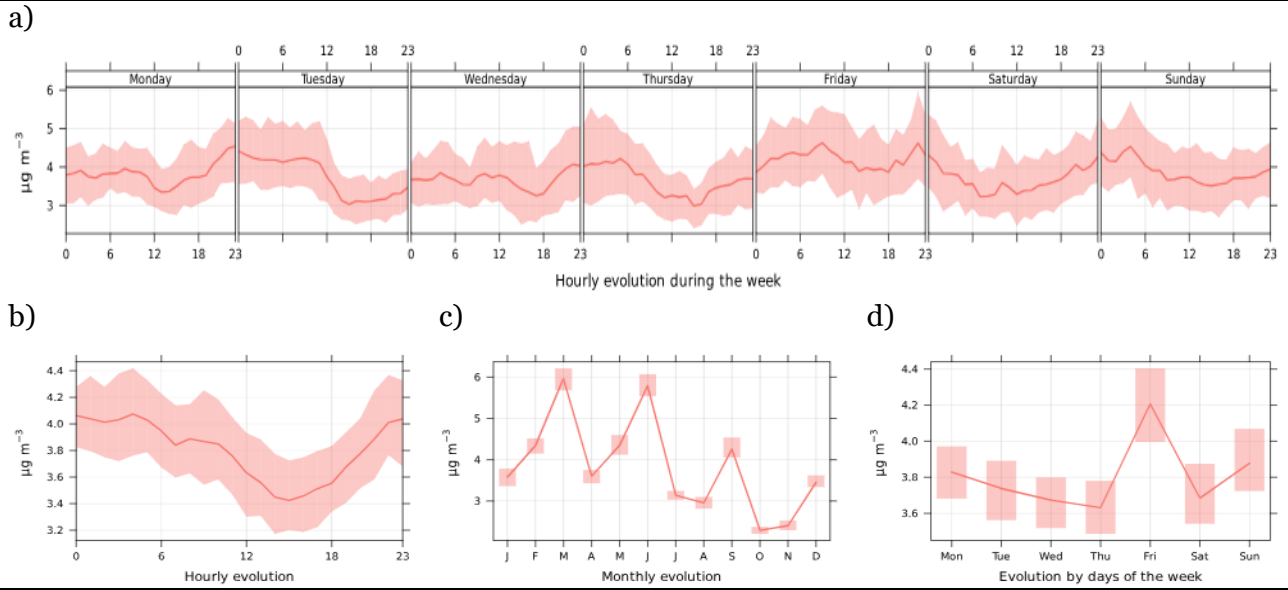 a)
0 6 12 18 23 0 6 12 18 23 0 6 12 18 23
Monday Tuesday Wednesday Thursday Friday Saturday Sunday
6
5
4
3
µg m⁻³
0 6 12 18 23 0 6 12 18 23 0 6 12 18 23 0 6 12 18 23
Hourly evolution during the week
b)
4.4
4.2
4.0
3.8
3.6
3.4
3.2
µg m⁻³
0 6 12 18 23
Hourly evolution
c)
6
5
4
3
µg m⁻³
J F M A M J J A S O N D
Monthly evolution
d)
4.4
4.2
4.0
3.8
3.6
µg m⁻³
Mon Tue Wed Thu Fri Sat Sun
Evolution by days of the week